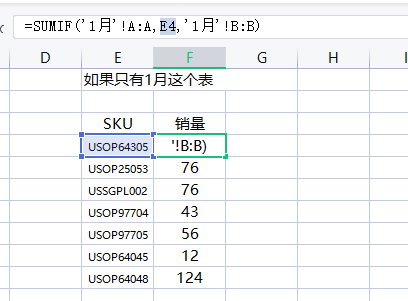 =SUMIF('1月'!A:A,E4,'1月'!B:B)
D E F G H I
如果只有1月这个表
SKU 销量
USOP64305 '!B:B)
USOP25053 76
USSGPL002 76
USOP97704 43
USOP97705 56
USOP64045 12
USOP64048 124